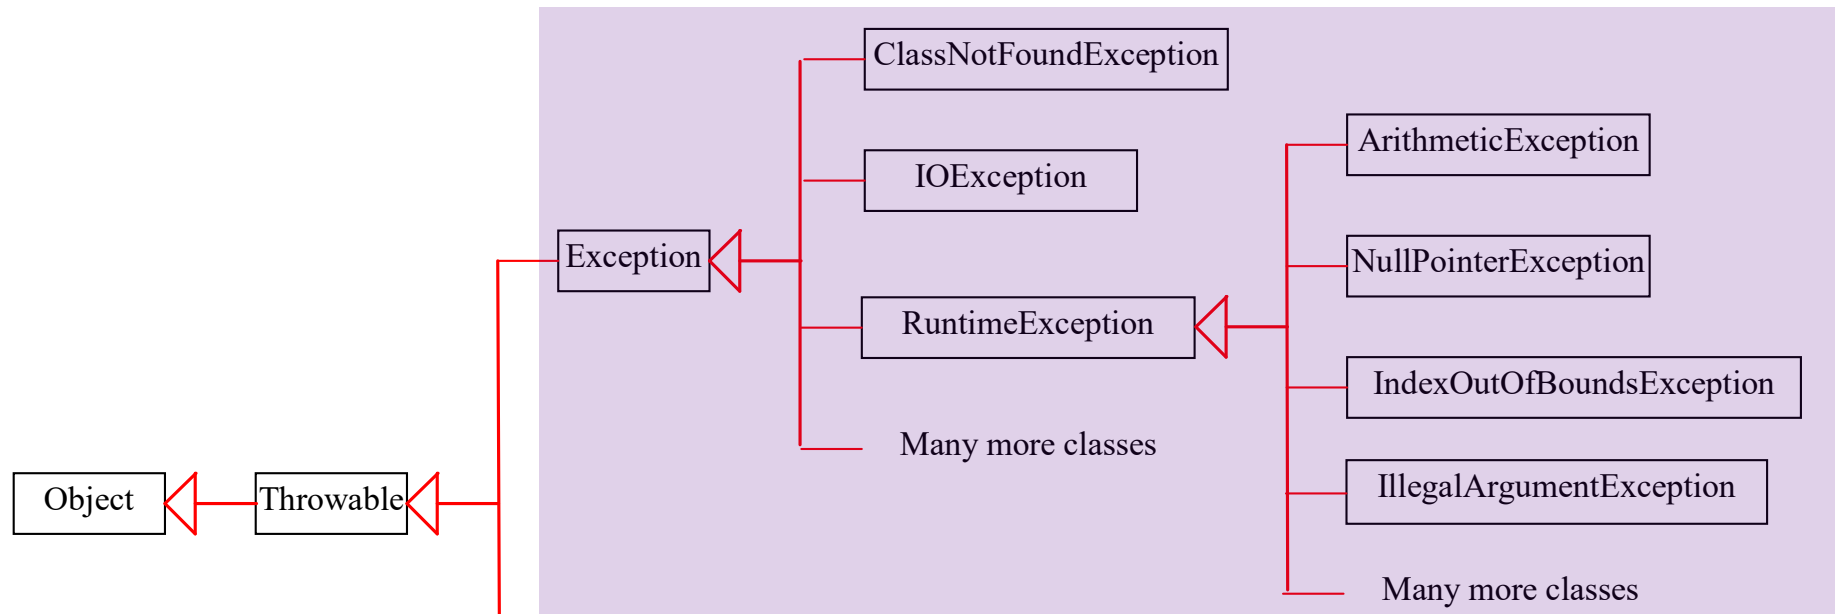 ClassNotFoundException
ArithmeticException
IOException
NullPointerException
Exception
RuntimeException
IndexOutOfBoundsException
Many more classes
Object
Throwable
IllegalArgumentException
Many more classes